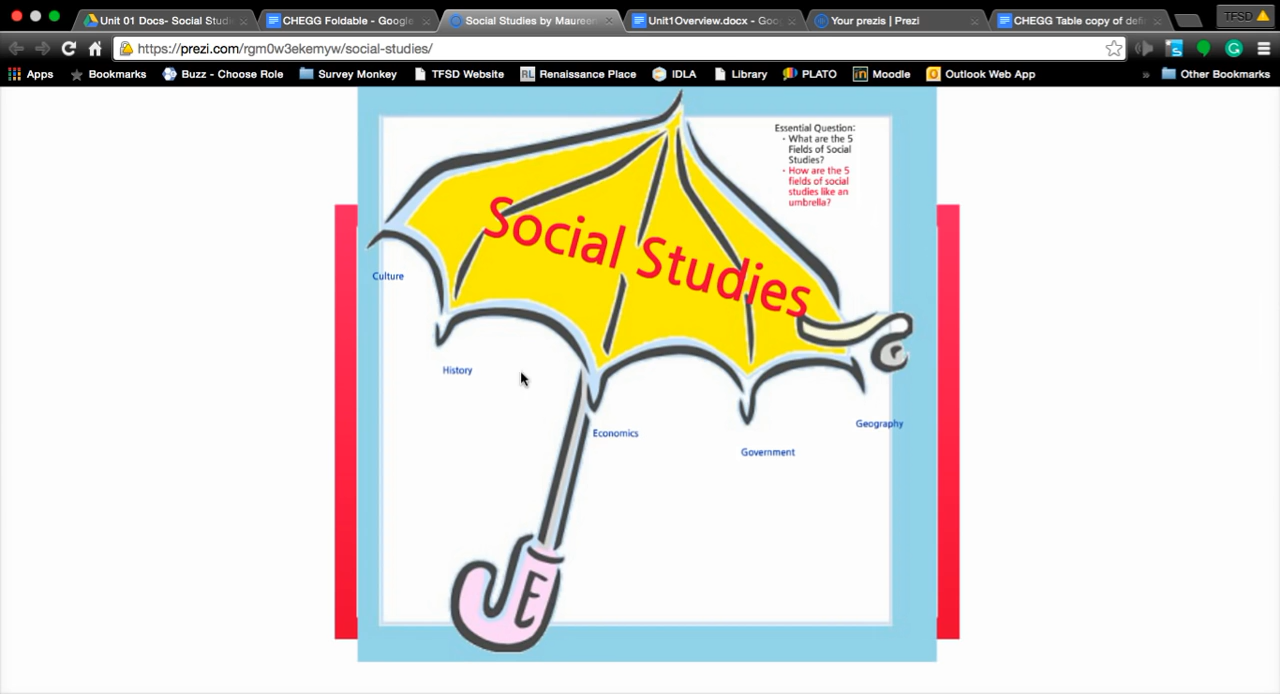 Unit 01 Docs- Social Studi
CHEGG Foldable - Google
Social Studies by Maureen
Unit1Overview.docx - Goo
Your prezis | Prezi
CHEGG Table copy of defi
TFSD
https://prezi.com/rgm0w3ekemyw/social-studies/
Apps
Bookmarks
Buzz - Choose Role
Survey Monkey
TFSD Website
RL Renaissance Place
IDLA
Library
PLATO
Moodle
Outlook Web App
»
Other Bookmarks
Essential Question:
· What are the 5
Fields of Social
Studies?
· How are the 5
fields of social
studies like an
umbrella?
Social Studies
Culture
History
Economics
Government
Geography